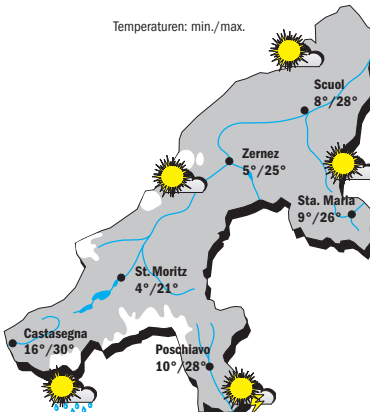 Temperaturen: min./max.
Scuol
8°/28°
Zernez
5°/25°
Sta. Maria
9°/26°
St. Moritz
4°/21°
Castasegna
16°/30°
Poschiavo
10°/28°